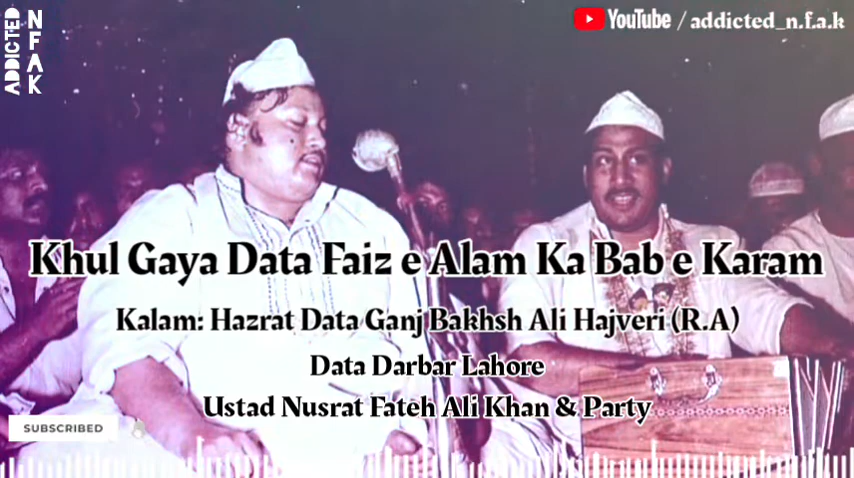 ADDICTED
NFAK
YouTube / addicted_n.f.a.k
Khul Gaya Data Faiz e Alam Ka Bab e Karam
Kalam: Hazrat Data Ganj Bakhsh Ali Hajveri (R.A)
Data Darbar Lahore
Ustad Nusrat Fateh Ali Khan & Party
SUBSCRIBED